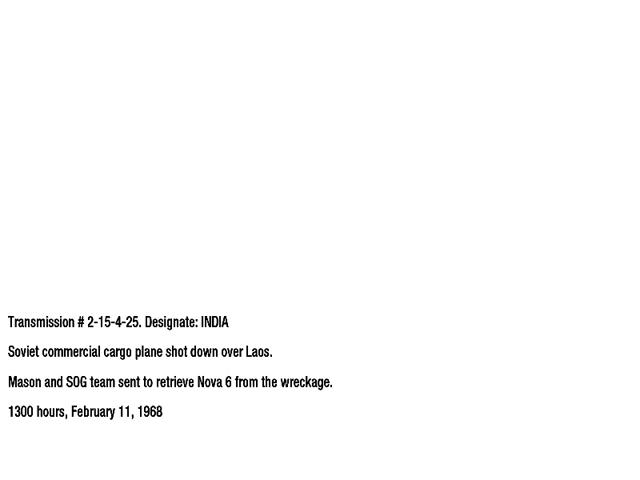 Transmission # 2-15-4-25. Designate: INDIA
Soviet commercial cargo plane shot down over Laos.
Mason and SOG team sent to retrieve Nova 6 from the wreckage.
1300 hours, February 11, 1968